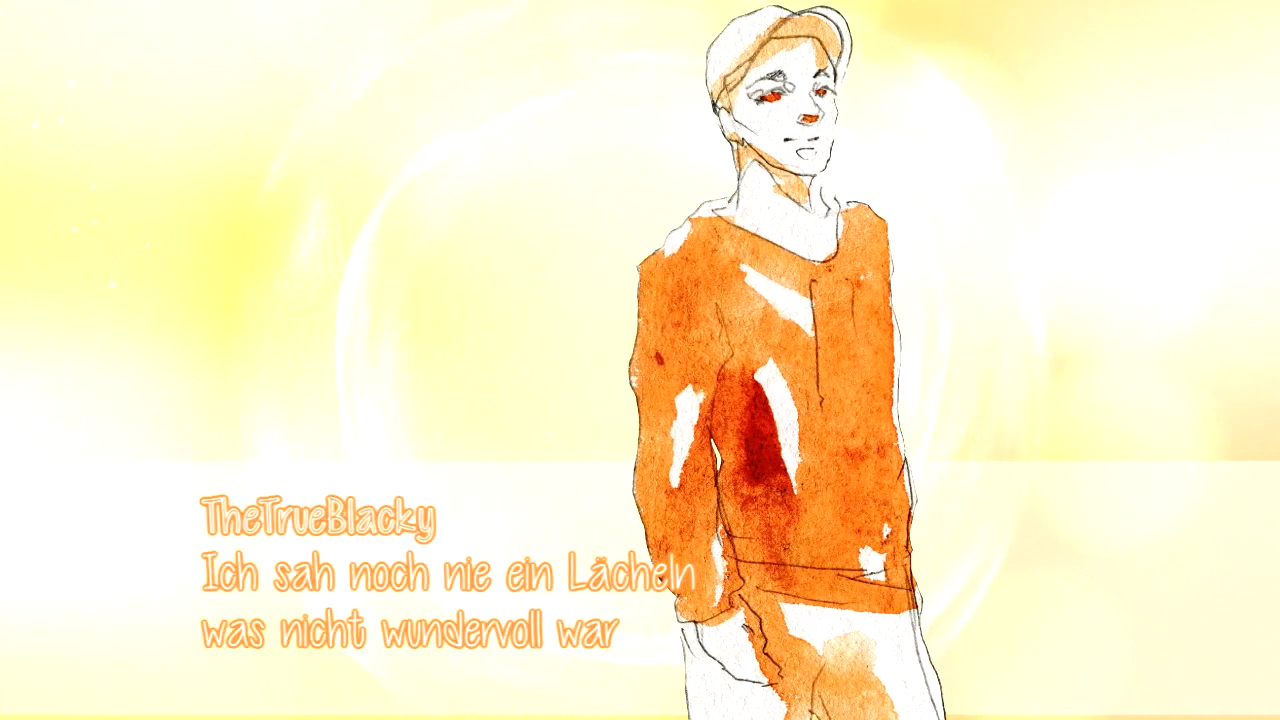 TheTrueBlacky
Ich sah noch nie ein Lächeln
was nicht wundervoll war